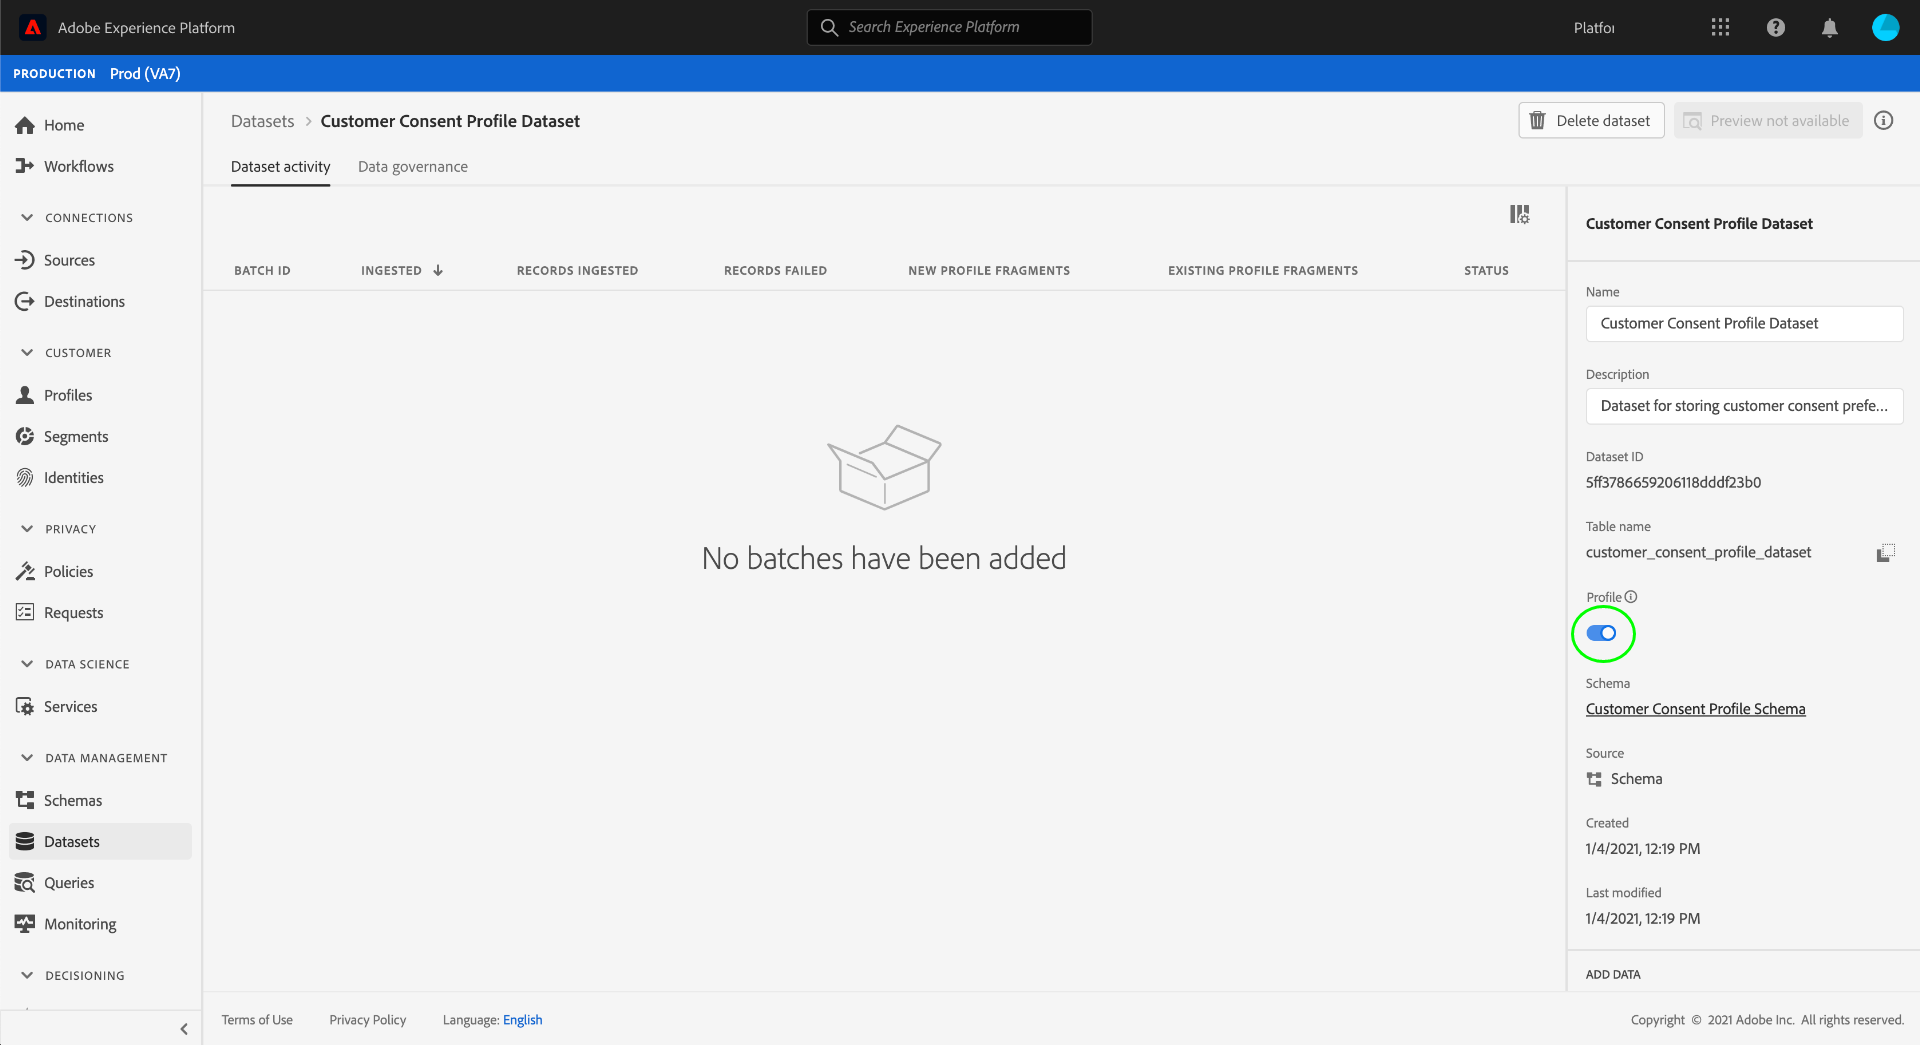 Adobe Experience Platform
Search Experience Platform
PRODUCTION Prod (VA7)
Home
Workflows
CONNECTIONS
Sources
Destinations
CUSTOMER
Profiles
Segments
Identities
PRIVACY
Policies
Requests
DATA SCIENCE
Services
DATA MANAGEMENT
Schemas
Datasets
Queries
Monitoring
DECISIONING
Datasets > Customer Consent Profile Dataset
Delete dataset
Preview not available
Dataset activity Data governance
BATCH ID INGESTED ↓ RECORDS INGESTED RECORDS FAILED NEW PROFILE FRAGMENTS EXISTING PROFILE FRAGMENTS STATUS
No batches have been added
Customer Consent Profile Dataset
Name
Customer Consent Profile Dataset
Description
Dataset for storing customer consent prefe...
Dataset ID
5ff3786659206118dddf23b0
Table name
customer_consent_profile_dataset
Profile
Schema
Customer Consent Profile Schema
Source
Schema
Created
1/4/2021, 12:19 PM
Last modified
1/4/2021, 12:19 PM
ADD DATA
Terms of Use Privacy Policy Language: English
Copyright © 2021 Adobe Inc. All rights reserved.